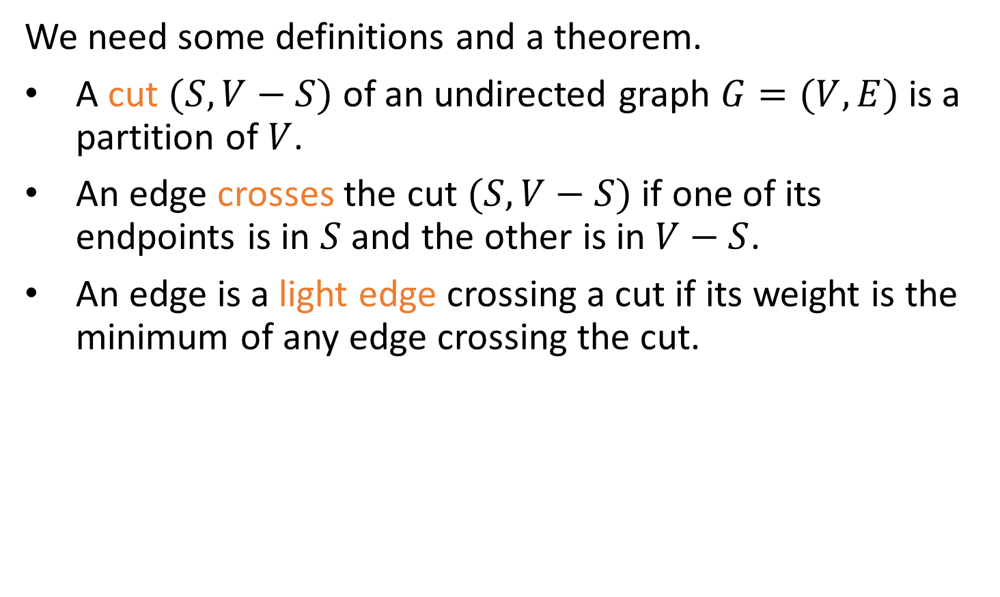 We need some definitions and a theorem.
• A cut (S, V − S) of an undirected graph G = (V, E) is a
partition of V.
• An edge crosses the cut (S, V − S) if one of its
endpoints is in S and the other is in V − S.
• An edge is a light edge crossing a cut if its weight is the
minimum of any edge crossing the cut.